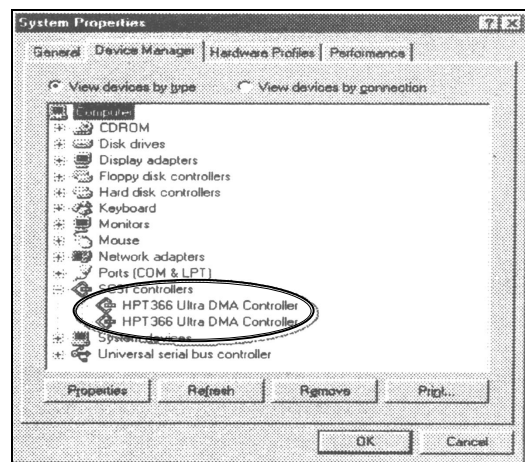 System Properties
General Device Manager Hardware Profiles Performance
View devices by type View devices by connection
Computer
CDROM
Disk drives
Display adapters
Floppy disk controllers
Hard disk controllers
Keyboard
Monitors
Mouse
Network adapters
Ports (COM & LPT)
SCSI controllers
HPT366 Ultra DMA Controller
HPT366 Ultra DMA Controller
System devices
Universal serial bus controller
Properties Refresh Remove Print...
OK Cancel